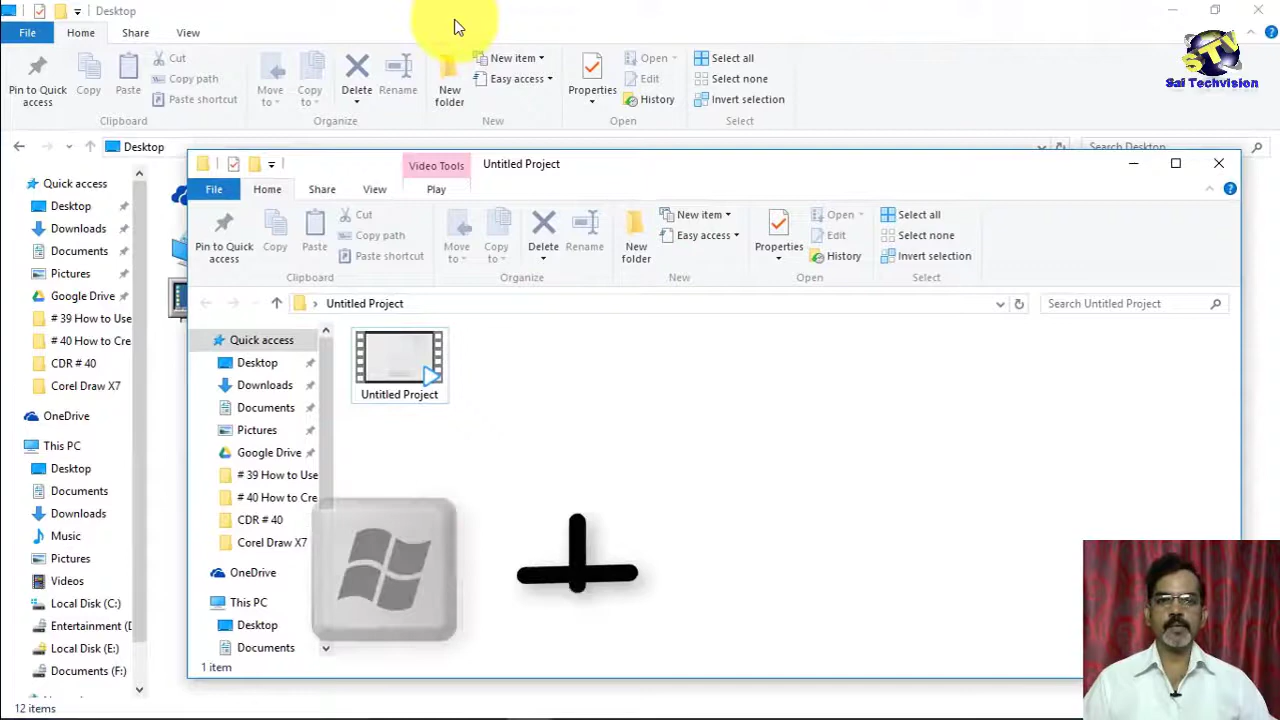 Desktop
File
Home
Share
View
Pin to Quick access
Copy
Paste
Cut
Copy path
Paste shortcut
Clipboard
Move to
Copy to
Delete
Rename
Organize
New folder
New item
Easy access
New
Properties
Open
Edit
History
Open
Select all
Select none
Invert selection
Select
STV
Sai Techvision
Desktop
Search Desktop
Quick access
Desktop
Downloads
Documents
Pictures
Google Drive
# 39 How to Use
# 40 How to Cre
CDR # 40
Corel Draw X7
OneDrive
This PC
Desktop
Documents
Downloads
Music
Pictures
Videos
Local Disk (C:)
Entertainment (D
Local Disk (E:)
Documents (F:)
12 items
Video Tools
Untitled Project
File
Home
Share
View
Play
Pin to Quick access
Copy
Paste
Cut
Copy path
Paste shortcut
Clipboard
Move to
Copy to
Delete
Rename
Organize
New folder
New item
Easy access
New
Properties
Open
Edit
History
Open
Select all
Select none
Invert selection
Select
Untitled Project
Search Untitled Project
Quick access
Desktop
Downloads
Documents
Pictures
Google Drive
# 39 How to Use
# 40 How to Cre
CDR # 40
Corel Draw X7
OneDrive
This PC
Desktop
Documents
Untitled Project
1 item